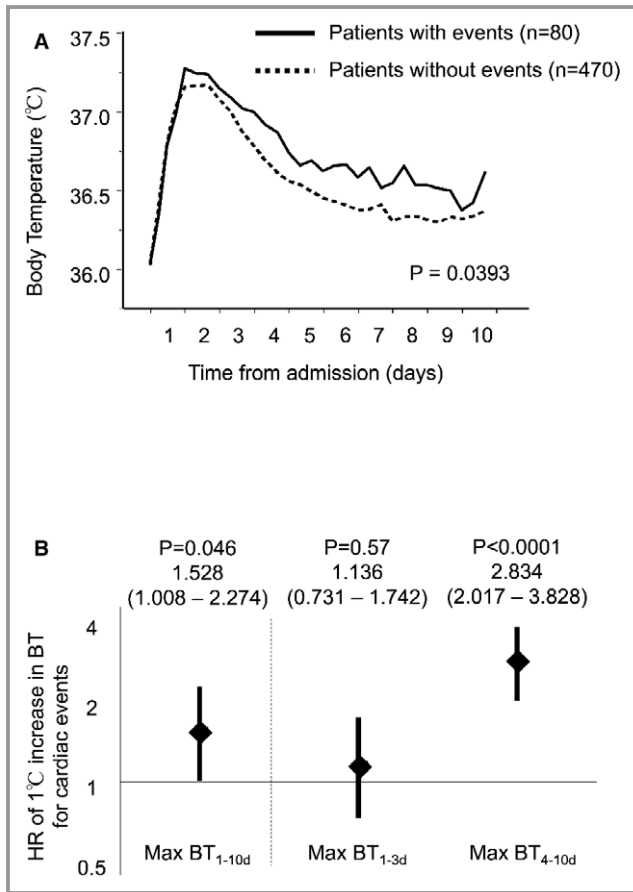 A
Patients with events (n=80)
Patients without events (n=470)
Body Temperature (℃)
37.5
37.0
36.5
36.0
P = 0.0393
1 2 3 4 5 6 7 8 9 10
Time from admission (days)
B
P=0.046 P=0.57 P<0.0001
1.528 1.136 2.834
(1.008 – 2.274) (0.731 – 1.742) (2.017 – 3.828)
HR of 1℃ increase in BT
for cardiac events
4
2
1
0.5
Max BT1-10d Max BT1-3d Max BT4-10d